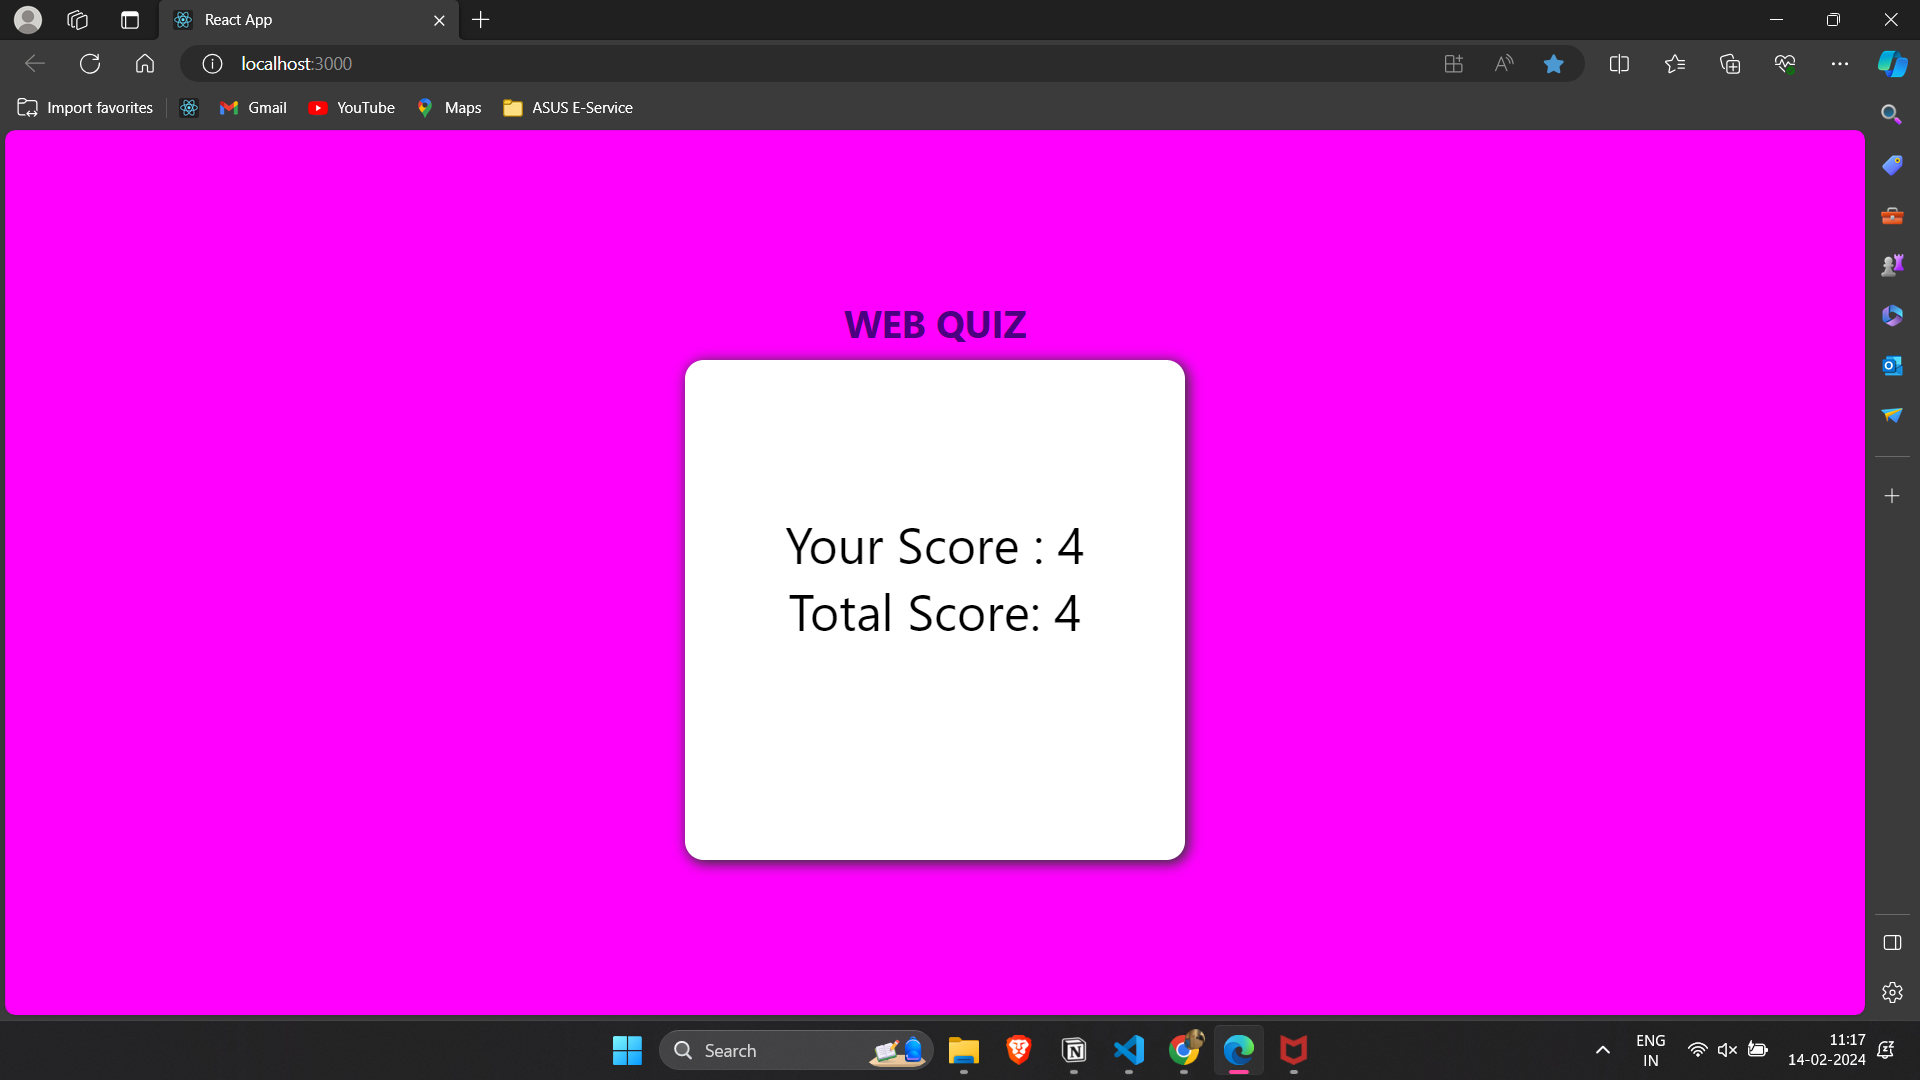 React App
localhost:3000
Import favorites
Gmail
YouTube
Maps
ASUS E-Service
WEB QUIZ
Your Score : 4
Total Score: 4
Search
ENG
IN
11:17
14-02-2024